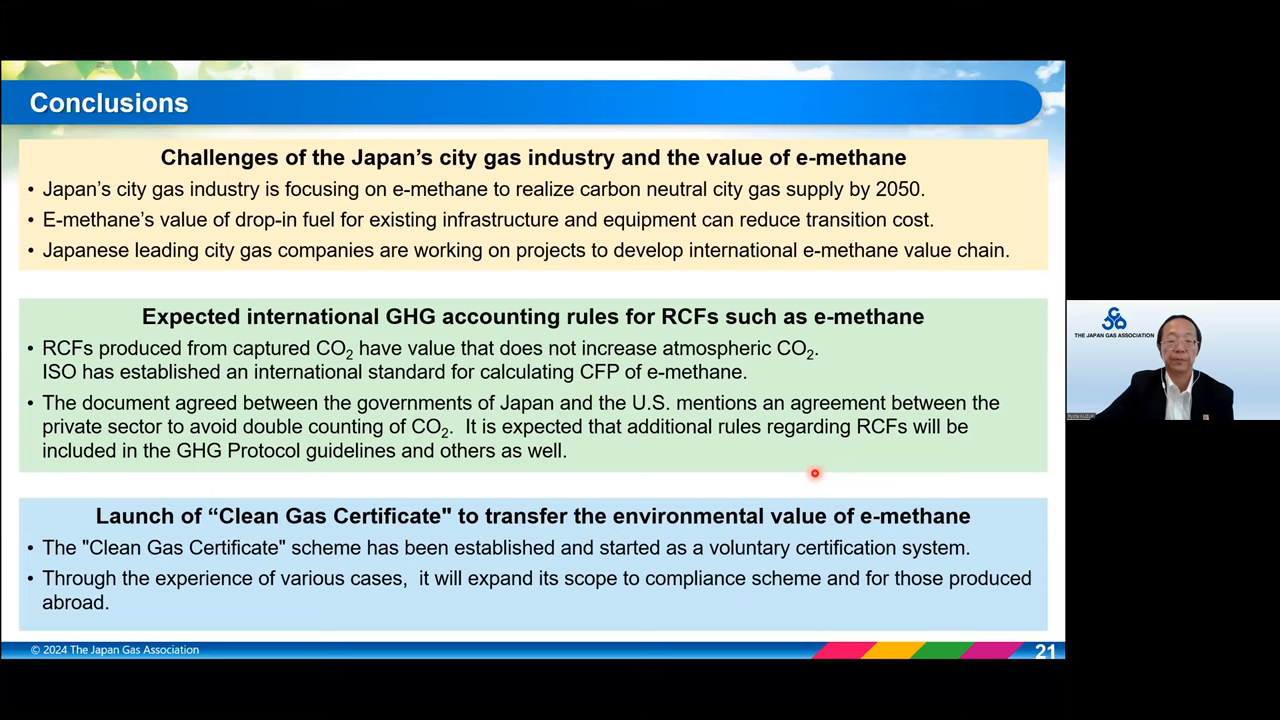 Conclusions
Challenges of the Japan's city gas industry and the value of e-methane
• Japan's city gas industry is focusing on e-methane to realize carbon neutral city gas supply by 2050.
• E-methane's value of drop-in fuel for existing infrastructure and equipment can reduce transition cost.
• Japanese leading city gas companies are working on projects to develop international e-methane value chain.
Expected international GHG accounting rules for RCFs such as e-methane
• RCFs produced from captured CO₂ have value that does not increase atmospheric CO₂.
ISO has established an international standard for calculating CFP of e-methane.
• The document agreed between the governments of Japan and the U.S. mentions an agreement between the
private sector to avoid double counting of CO₂. It is expected that additional rules regarding RCFs will be
included in the GHG Protocol guidelines and others as well.
Launch of “Clean Gas Certificate" to transfer the environmental value of e-methane
• The "Clean Gas Certificate" scheme has been established and started as a voluntary certification system.
• Through the experience of various cases, it will expand its scope to compliance scheme and for those produced
abroad.
© 2024 The Japan Gas Association
21
THE JAPAN GAS ASSOCIATION